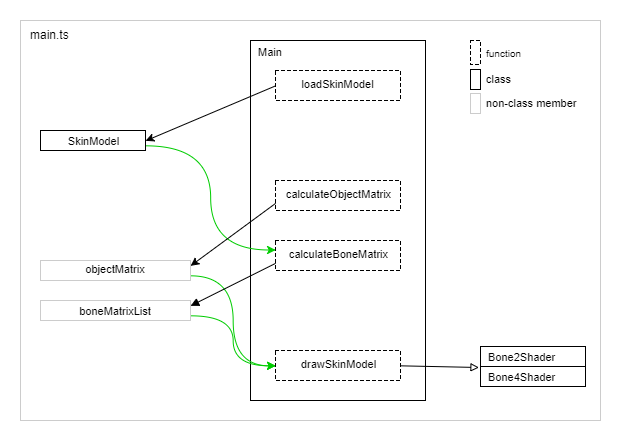 main.ts
Main
function
class
non-class member
loadSkinModel
SkinModel
calculateObjectMatrix
calculateBoneMatrix
objectMatrix
boneMatrixList
drawSkinModel
Bone2Shader
Bone4Shader